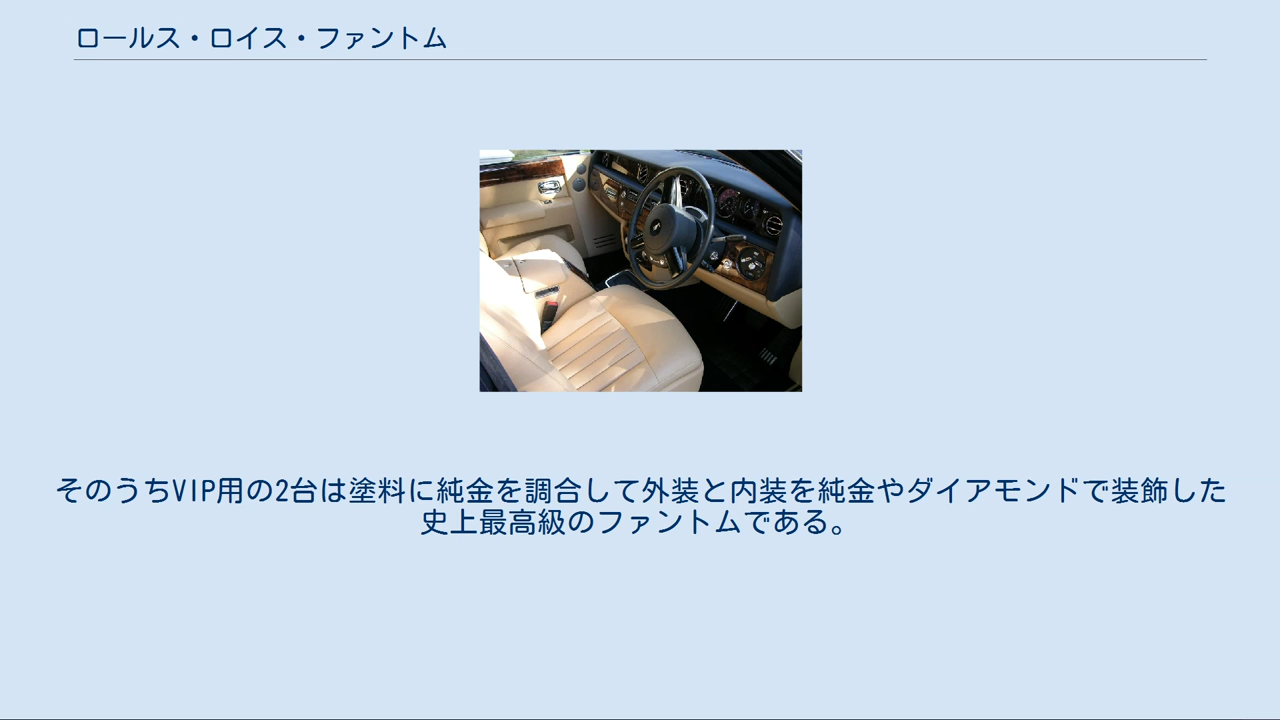 ロールス・ロイス・ファントム
そのうちVIP用の2台は塗料に純金を調合して外装と内装を純金やダイアモンドで装飾した
史上最高級のファントムである。